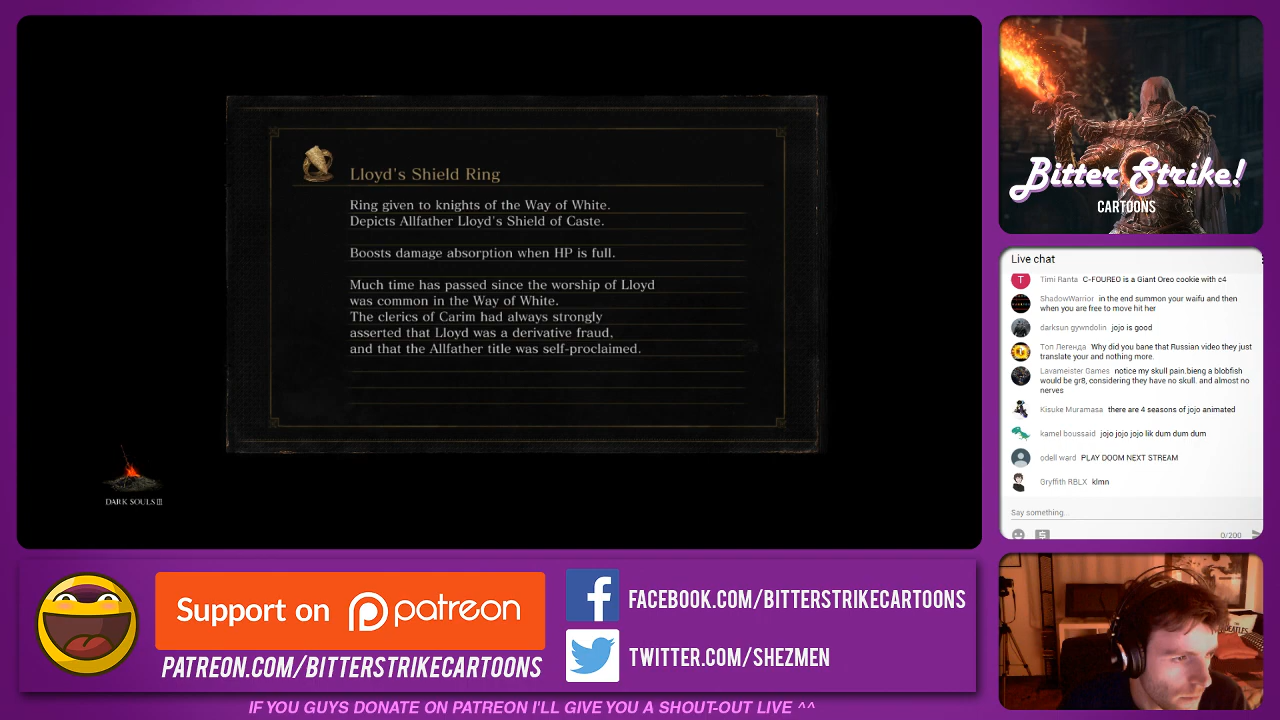 Lloyd's Shield Ring
Ring given to knights of the Way of White.
Depicts Allfather Lloyd's Shield of Caste.
Boosts damage absorption when HP is full.
Much time has passed since the worship of Lloyd
was common in the Way of White.
The clerics of Carim had always strongly
asserted that Lloyd was a derivative fraud,
and that the Allfather title was self-proclaimed.
DARK SOULS III
Bitter Strike!
CARTOONS
Live chat
T Timi Ranta C-FOUREO is a Giant Oreo cookie with c4
ShadowWarrior in the end summon your waifu and then
when you are free to move hit her
darksun gywndolin jojo is good
Топ Легенда Why did you bane that Russian video they just
translate your and nothing more.
Lavameister Games notice my skull pain.bieng a blobfish
would be gr8, considering they have no skull. and almost no
nerves
Kisuke Muramasa there are 4 seasons of jojo animated
kamel boussaid jojo jojo jojo lik dum dum dum
odell ward PLAY DOOM NEXT STREAM
Gryffith RBLX klmn
Say something...
0/200
BEATLES
Support on patreon
PATREON.COM/BITTERSTRIKECARTOONS
FACEBOOK.COM/BITTERSTRIKECARTOONS
TWITTER.COM/SHEZMEN
IF YOU GUYS DONATE ON PATREON I'LL GIVE YOU A SHOUT-OUT LIVE ^^